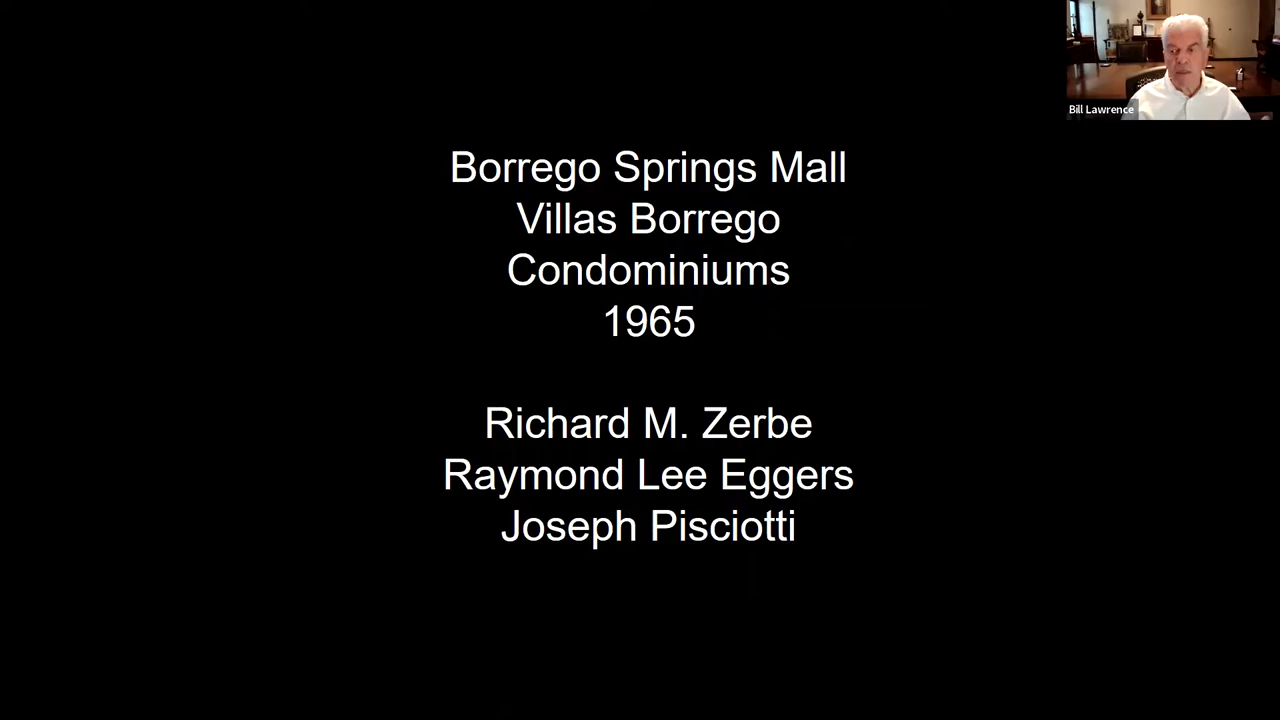 Bill Lawrence
Borrego Springs Mall
Villas Borrego
Condominiums
1965
Richard M. Zerbe
Raymond Lee Eggers
Joseph Pisciotti